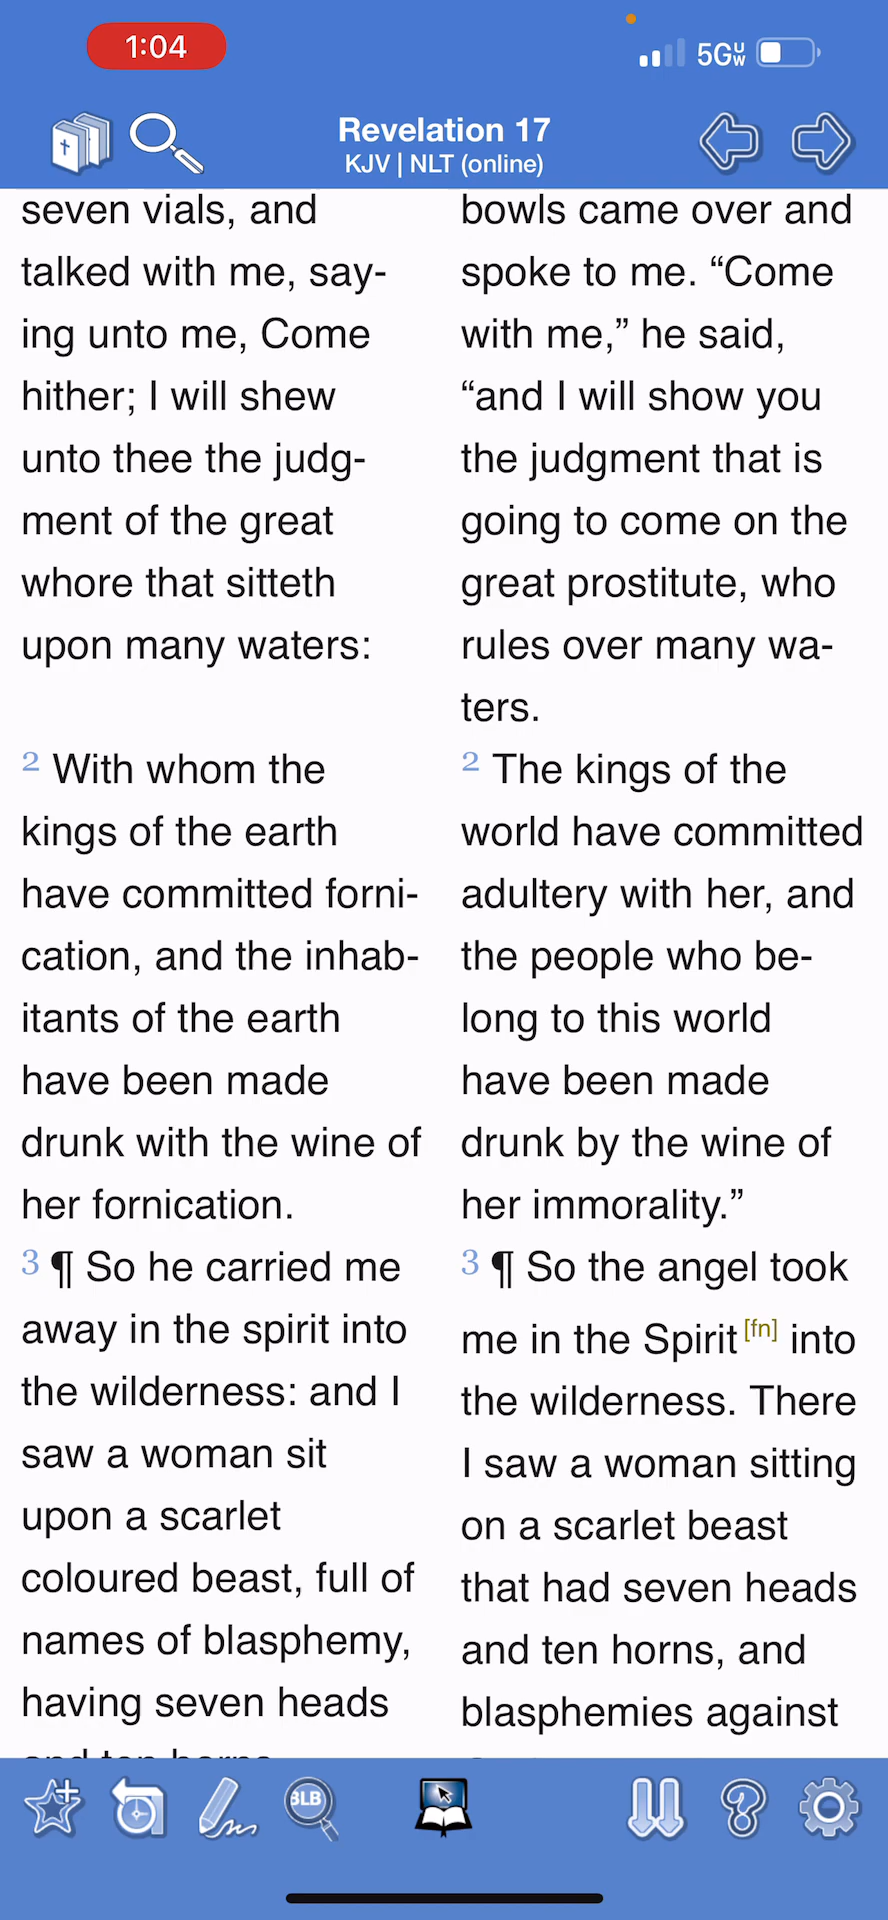 1:04
5G UW
Revelation 17
KJV | NLT (online)
seven vials, and
talked with me, say-
ing unto me, Come
hither; I will shew
unto thee the judg-
ment of the great
whore that sitteth
upon many waters:
2 With whom the
kings of the earth
have committed forni-
cation, and the inhab-
itants of the earth
have been made
drunk with the wine of
her fornication.
3 ¶ So he carried me
away in the spirit into
the wilderness: and I
saw a woman sit
upon a scarlet
coloured beast, full of
names of blasphemy,
having seven heads
and ten horns
bowls came over and
spoke to me. “Come
with me,” he said,
“and I will show you
the judgment that is
going to come on the
great prostitute, who
rules over many wa-
ters.
2 The kings of the
world have committed
adultery with her, and
the people who be-
long to this world
have been made
drunk by the wine of
her immorality.”
3 ¶ So the angel took
me in the Spirit [fn] into
the wilderness. There
I saw a woman sitting
on a scarlet beast
that had seven heads
and ten horns, and
blasphemies against
BLB